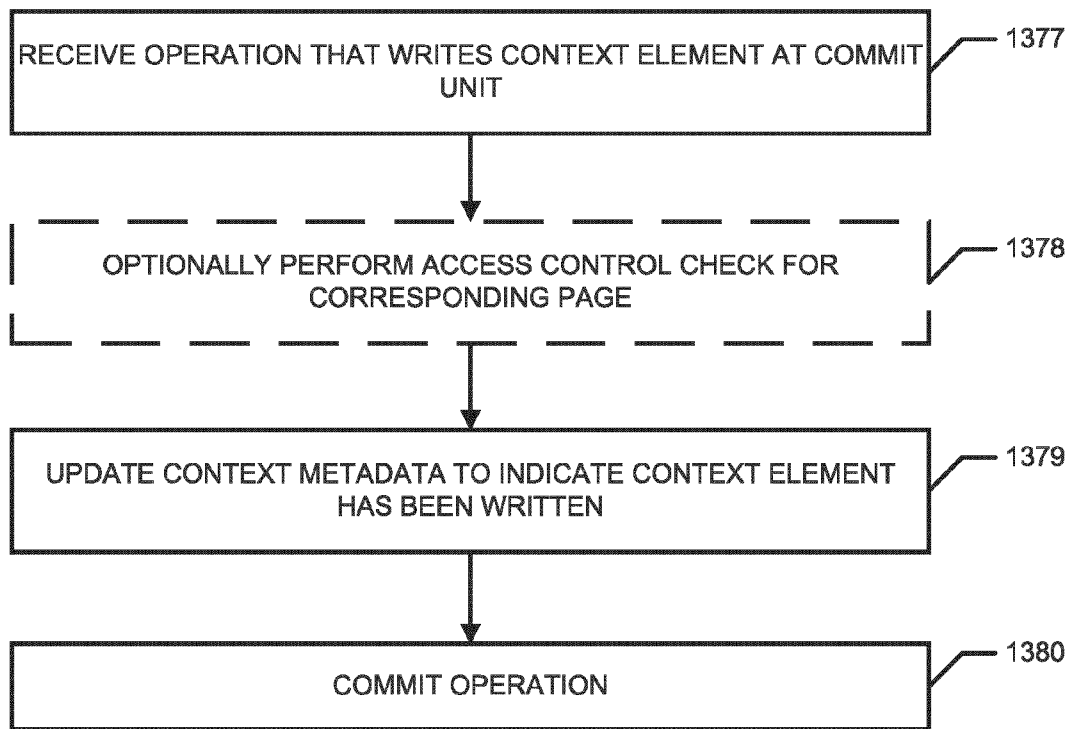 RECEIVE OPERATION THAT WRITES CONTEXT ELEMENT AT COMMIT
UNIT
1377
OPTIONALLY PERFORM ACCESS CONTROL CHECK FOR
CORRESPONDING PAGE
1378
UPDATE CONTEXT METADATA TO INDICATE CONTEXT ELEMENT
HAS BEEN WRITTEN
1379
COMMIT OPERATION
1380